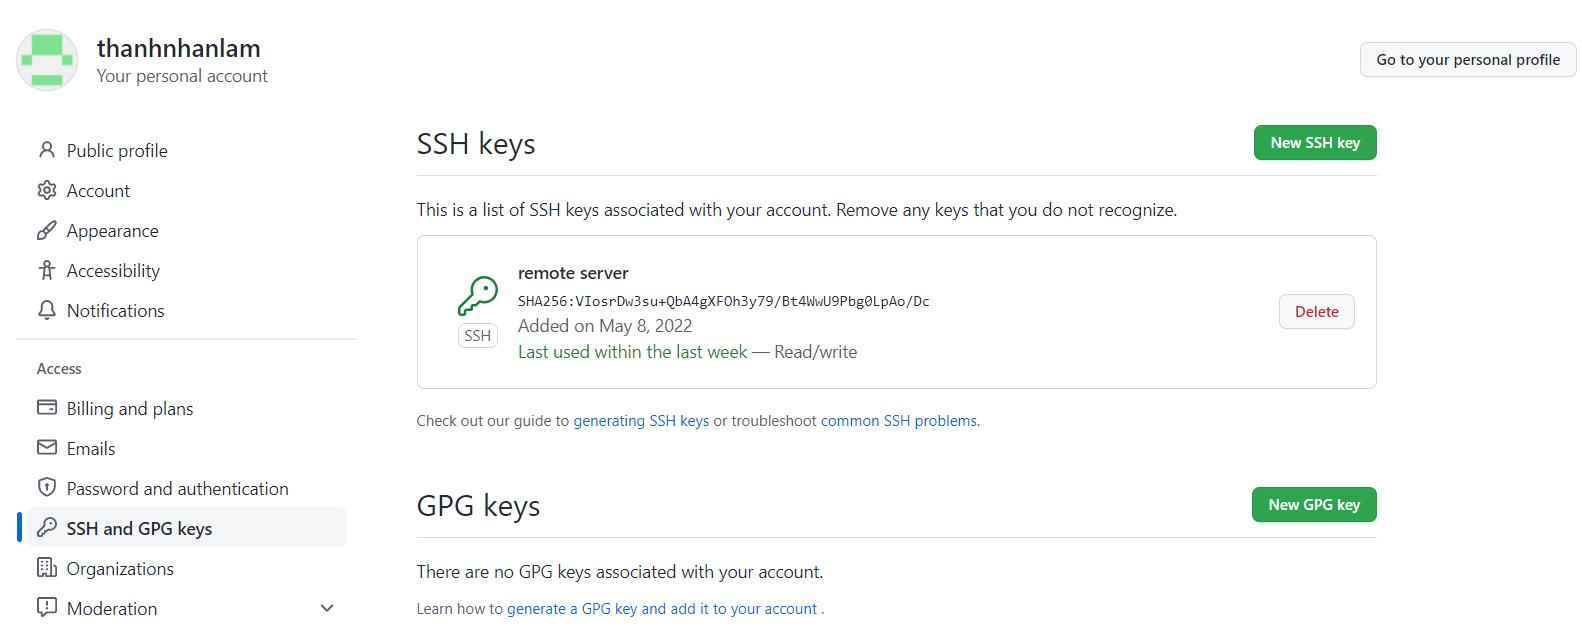 thanhnhanlam
Your personal account
Go to your personal profile
Public profile
Account
Appearance
Accessibility
Notifications
Access
Billing and plans
Emails
Password and authentication
SSH and GPG keys
Organizations
Moderation
SSH keys
New SSH key
This is a list of SSH keys associated with your account. Remove any keys that you do not recognize.
remote server
SHA256:VIosrDw3su+QbA4gXFOh3y79/Bt4WwU9Pbg0LpAo/Dc
SSH
Added on May 8, 2022
Last used within the last week — Read/write
Delete
Check out our guide to generating SSH keys or troubleshoot common SSH problems.
GPG keys
New GPG key
There are no GPG keys associated with your account.
Learn how to generate a GPG key and add it to your account .